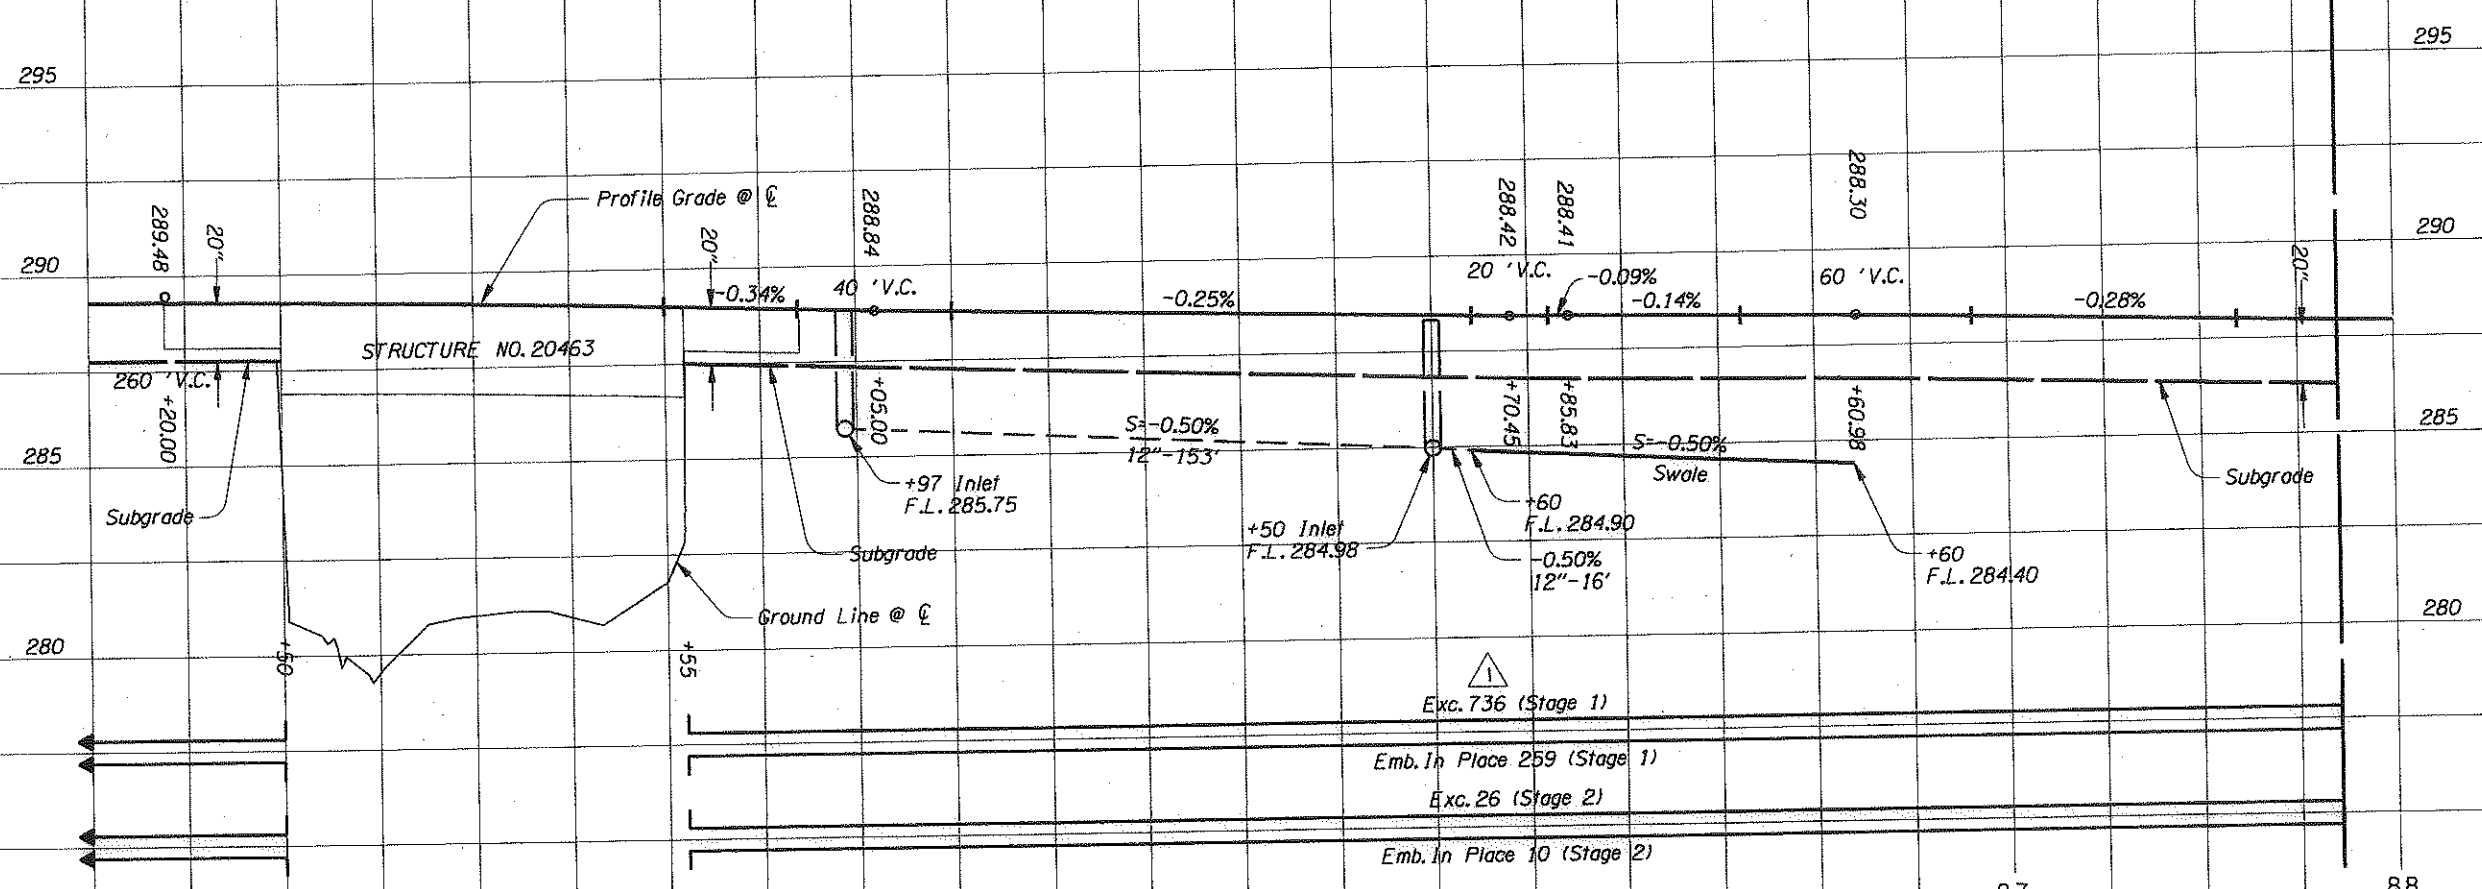 295
295
Profile Grade @ ℄
289.48
20"
20"
288.84
288.42
288.41
288.30
290
290
20"
-0.34%
40 'V.C.
-0.25%
20 'V.C.
-0.09%
-0.14%
60 'V.C.
-0.28%
STRUCTURE NO. 20463
260 'V.C.
+20.00
+05.00
+70.45
+85.83
+60.98
285
285
S=-0.50%
12"-153'
S=-0.50%
Swale
Subgrade
+97 Inlet
F.L. 285.75
Subgrade
+50 Inlet
F.L. 284.98
+60
F.L. 284.90
-0.50%
12"-16'
+60
F.L. 284.40
Subgrade
Ground Line @ ℄
280
280
+50
+55
1
Exc. 736 (Stage 1)
Emb. In Place 259 (Stage 1)
Exc. 26 (Stage 2)
Emb. In Place 10 (Stage 2)